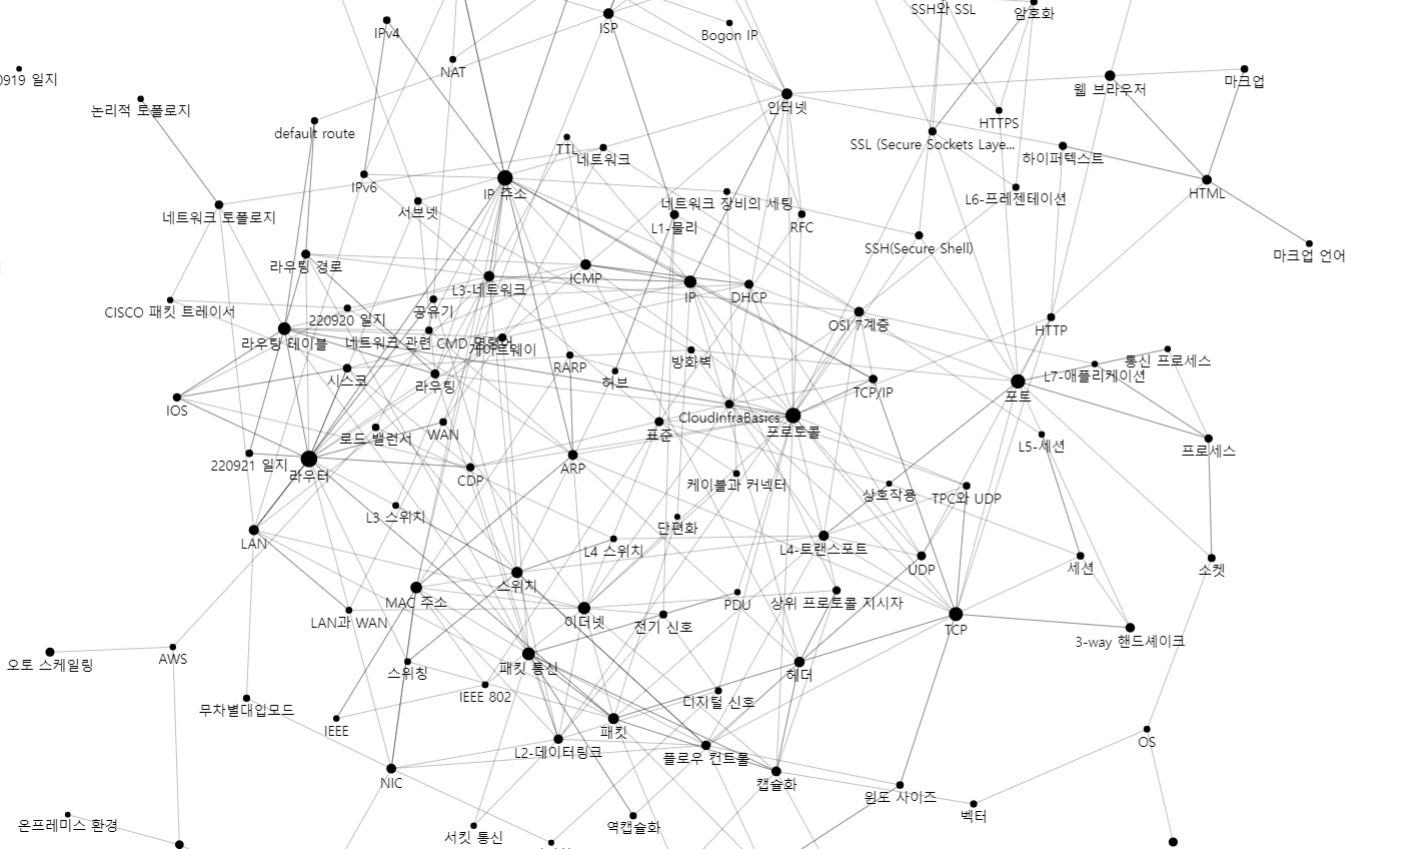 SSH와 SSL
암호화
ISP
IPv4
Bogon IP
NAT
0919 일지
마크업
웹 브라우저
논리적 토폴로지
인터넷
HTTPS
default route
SSL (Secure Sockets Laye...
TTL
네트워크
하이퍼텍스트
IPv6
IP 주소
HTML
L6-프레젠테이션
네트워크 장비의 세팅
서브넷
네트워크 토폴로지
L1-물리
RFC
SSH(Secure Shell)
마크업 언어
라우팅 경로
ICMP
L3-네트워크
IP
DHCP
CISCO 패킷 트레이서
공유기
220920 일지
OSI 7계층
HTTP
라우팅 테이블
네트워크 관련 CMD 명령어
게이트웨이
방화벽
통신 프로세스
RARP
L7-애플리케이션
시스코
라우팅
허브
TCP/IP
포트
IOS
CloudInfraBasics
프로토콜
표준
로드 밸런서
WAN
L5-세션
프로세스
220921 일지
라우터
CDP
ARP
케이블과 커넥터
상호작용
TPC와 UDP
L3 스위치
단편화
LAN
L4 스위치
L4-트랜스포트
UDP
세션
소켓
스위치
MAC 주소
PDU
상위 프로토콜 지시자
LAN과 WAN
이더넷
전기 신호
TCP
3-way 핸드셰이크
오토 스케일링
AWS
스위칭
패킷 통신
헤더
IEEE 802
무차별대입모드
디지털 신호
IEEE
패킷
OS
L2-데이터링크
플로우 컨트롤
NIC
캡슐화
윈도 사이즈
벡터
온프레미스 환경
서킷 통신
역캡슐화